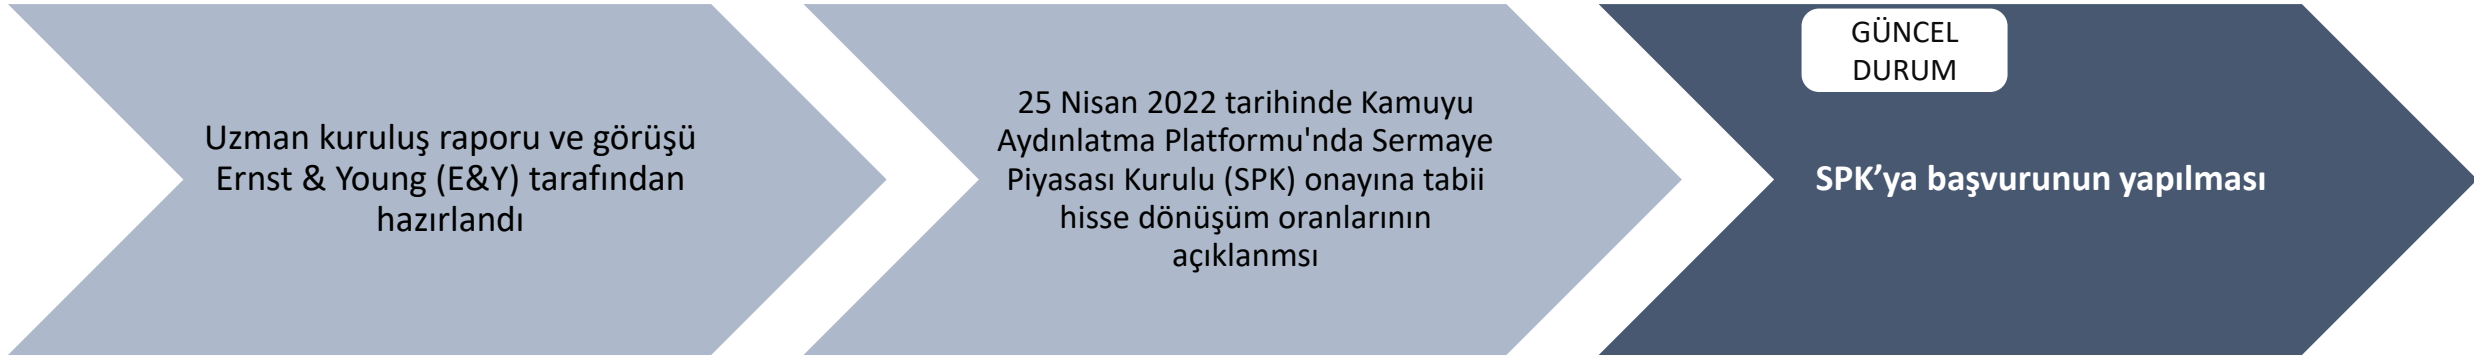 Uzman kuruluş raporu ve görüşü
Ernst & Young (E&Y) tarafından
hazırlandı
25 Nisan 2022 tarihinde Kamuyu
Aydınlatma Platformu'nda Sermaye
Piyasası Kurulu (SPK) onayına tabii
hisse dönüşüm oranlarının
açıklanmsı
GÜNCEL
DURUM
SPK’ya başvurunun yapılması